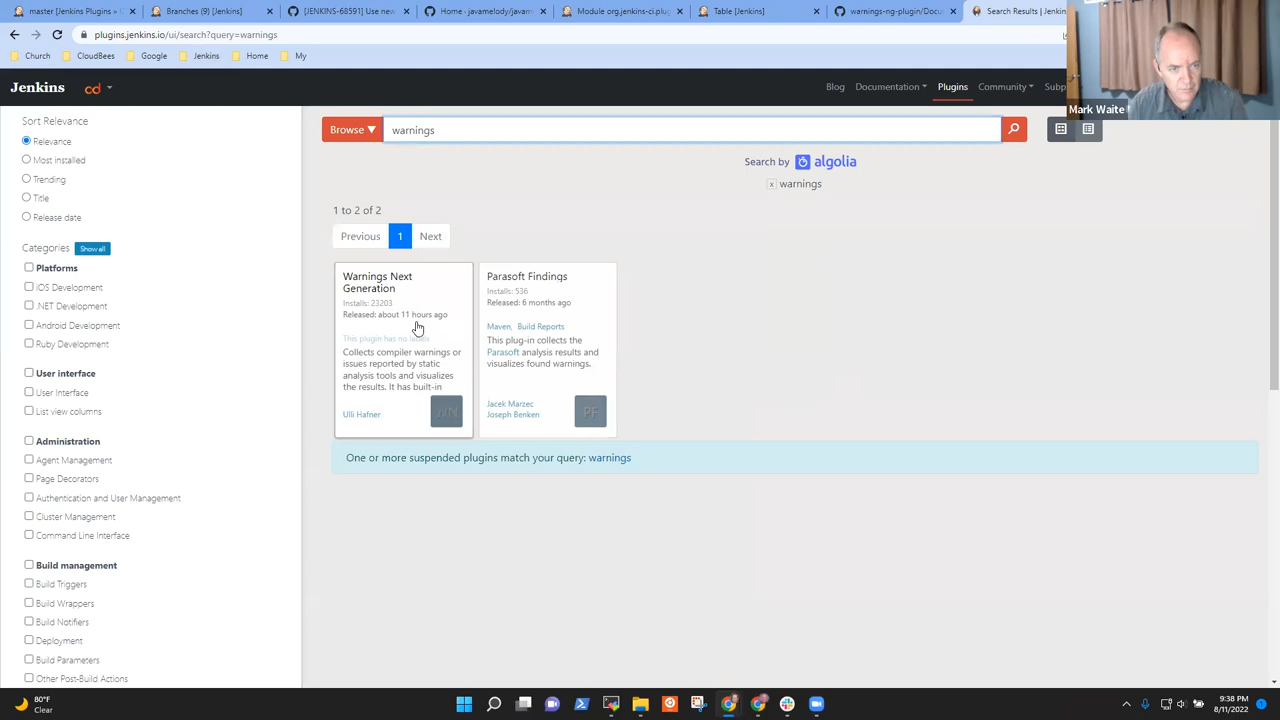 master [Jenkins Plugins » 
Branches (9) [Jenkins]
[JENKINS-68591] Use new
Home · javamelody/javam
Module org.jenkins-ci.plug
Table [Jenkins]
warnings-ng-plugin/Docu
Search Results | Jenkins
plugins.jenkins.io/ui/search?query=warnings
Church
CloudBees
Google
Jenkins
Home
My
Jenkins
cd
Blog
Documentation
Plugins
Community
Sub
Mark Waite
Sort Relevance
Relevance
Most installed
Trending
Title
Release date
Categories
Show all
Platforms
iOS Development
.NET Development
Android Development
Ruby Development
User interface
User Interface
List view columns
Administration
Agent Management
Page Decorators
Authentication and User Management
Cluster Management
Command Line Interface
Build management
Build Triggers
Build Wrappers
Build Notifiers
Deployment
Build Parameters
Other Post-Build Actions
Browse
warnings
Search by algolia
x warnings
1 to 2 of 2
Previous
1
Next
Warnings Next
Generation
Installs: 23203
Released: about 11 hours ago
This plugin has no labels
Collects compiler warnings or
issues reported by static
analysis tools and visualizes
the results. It has built-in
Ulli Hafner
WN
Parasoft Findings
Installs: 536
Released: 6 months ago
Maven, Build Reports
This plug-in collects the
Parasoft analysis results and
visualizes found warnings.
Jacek Marzec
Joseph Benken
PF
One or more suspended plugins match your query: warnings
80°F
Clear
9:38 PM
8/11/2022